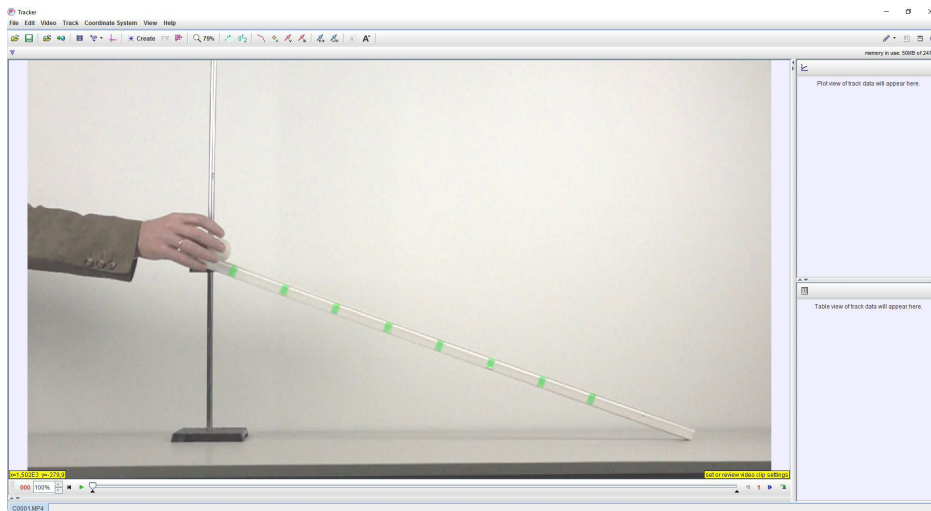 Tracker
File Edit Video Track Coordinate System View Help
Create 79%
memory in use: 50MB of 247
Plot view of track data will appear here.
Table view of track data will appear here.
x=1,502E3 y=-279,9
set or review video clip settings
000 100% 1
C0001.MP4